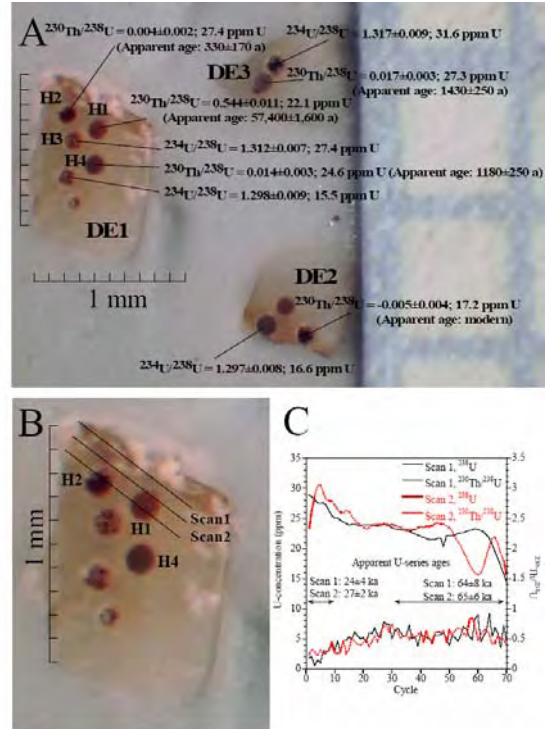 A
²³⁰Th/²³⁸U = 0.004±0.002; 27.4 ppm U
(Apparent age: 330±170 a)
²³⁴U/²³⁸U = 1.317±0.009; 31.6 ppm U
DE3
²³⁰Th/²³⁸U = 0.017±0.003; 27.3 ppm U
(Apparent age: 1430±250 a)
H2
H1
²³⁰Th/²³⁸U = 0.544±0.011; 22.1 ppm U
(Apparent age: 57,400±1,600 a)
H3
²³⁴U/²³⁸U = 1.312±0.007; 27.4 ppm U
H4
²³⁰Th/²³⁸U = 0.014±0.003; 24.6 ppm U (Apparent age: 1180±250 a)
²³⁴U/²³⁸U = 1.298±0.009; 15.5 ppm U
DE1
1 mm
DE2
²³⁰Th/²³⁸U = -0.005±0.004; 17.2 ppm U
(Apparent age: modern)
²³⁴U/²³⁸U = 1.297±0.008; 16.6 ppm U
B
H2
H1
H4
Scan1
Scan2
1 mm
C
Scan 1, ²³⁸U
Scan 1, ²³⁰Th/²³⁸U
Scan 2, ²³⁸U
Scan 2, ²³⁰Th/²³⁸U
Apparent U-series ages
Scan 1: 24±4 ka
Scan 2: 27±2 ka
Scan 1: 64±8 ka
Scan 2: 65±6 ka
U-concentration (ppm)
40
35
30
25
20
15
10
5
0
3.5
3
2.5
2
1.5
1
0.5
0
²³⁰Th/²³⁸U
0 10 20 30 40 50 60 70
Cycle